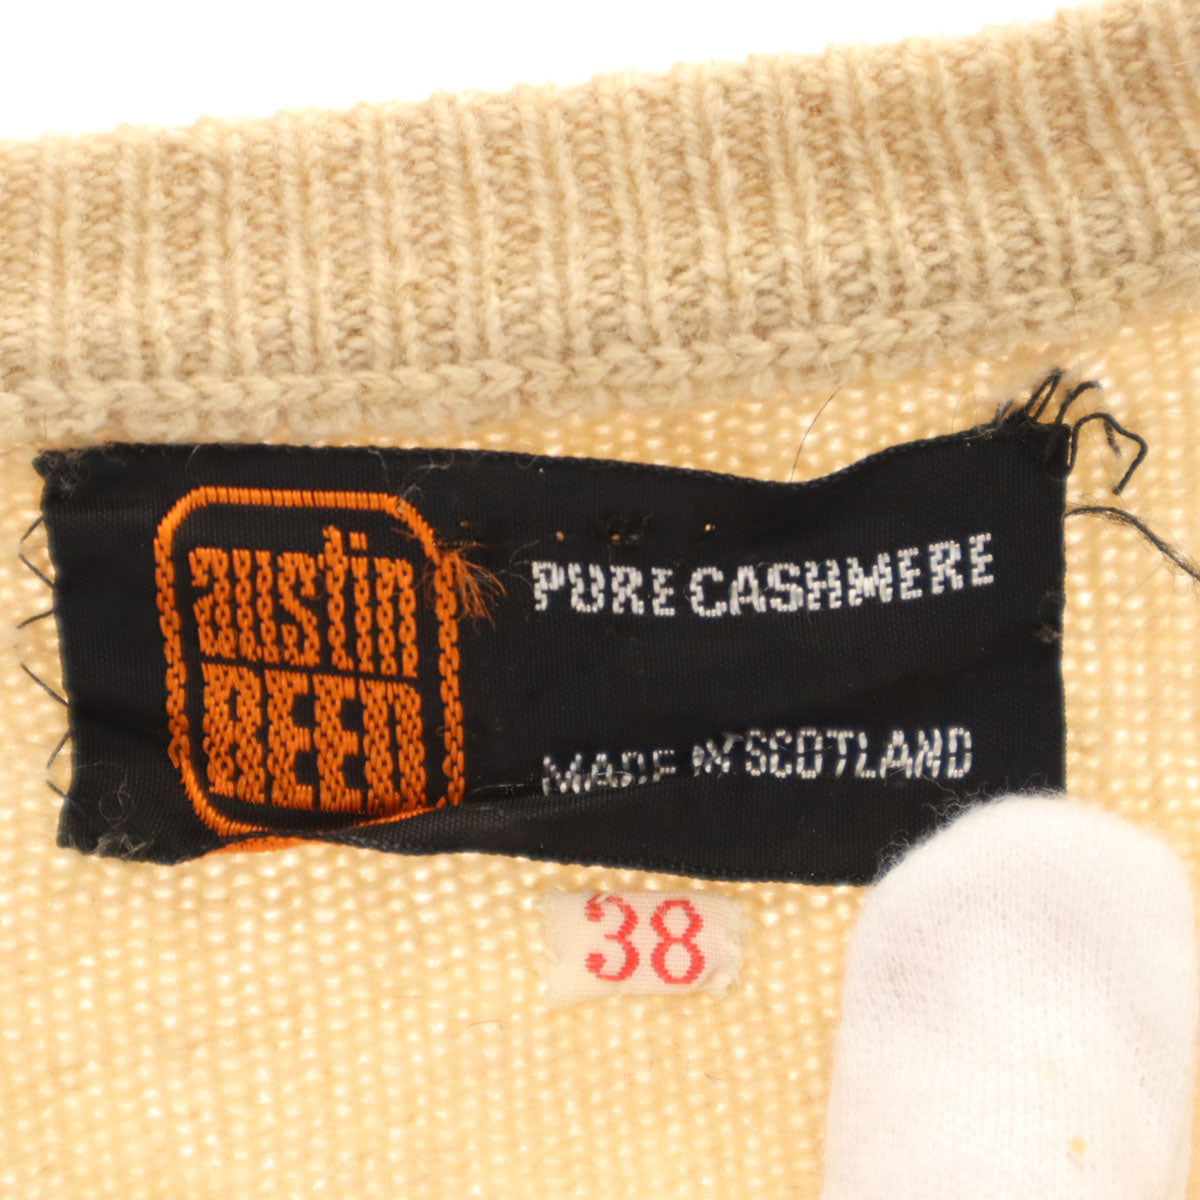 austin
REED
PURE CASHMERE
MADE IN SCOTLAND
38